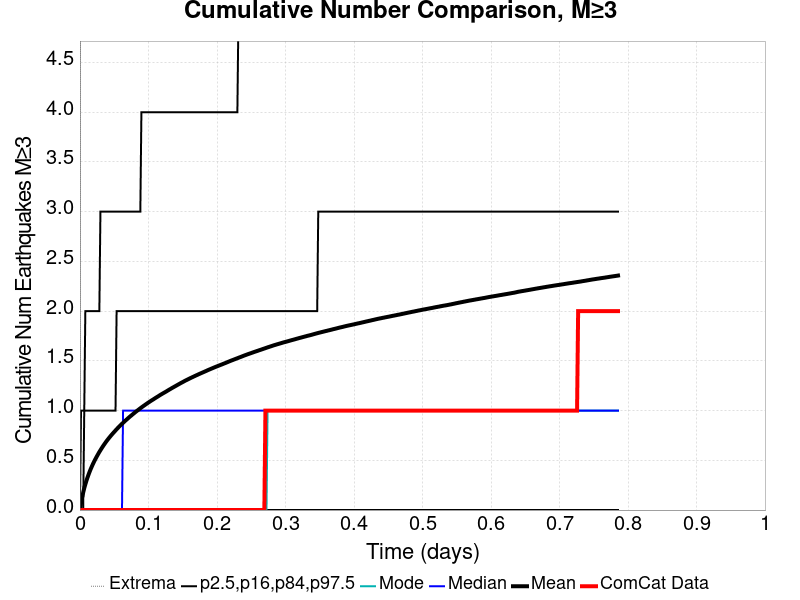 Cumulative Number Comparison, M≥3
Cumulative Num Earthquakes M≥3
4.5
4.0
3.5
3.0
2.5
2.0
1.5
1.0
0.5
0.0
0 0.1 0.2 0.3 0.4 0.5 0.6 0.7 0.8 0.9 1
Time (days)
Extrema p2.5,p16,p84,p97.5 Mode Median Mean ComCat Data